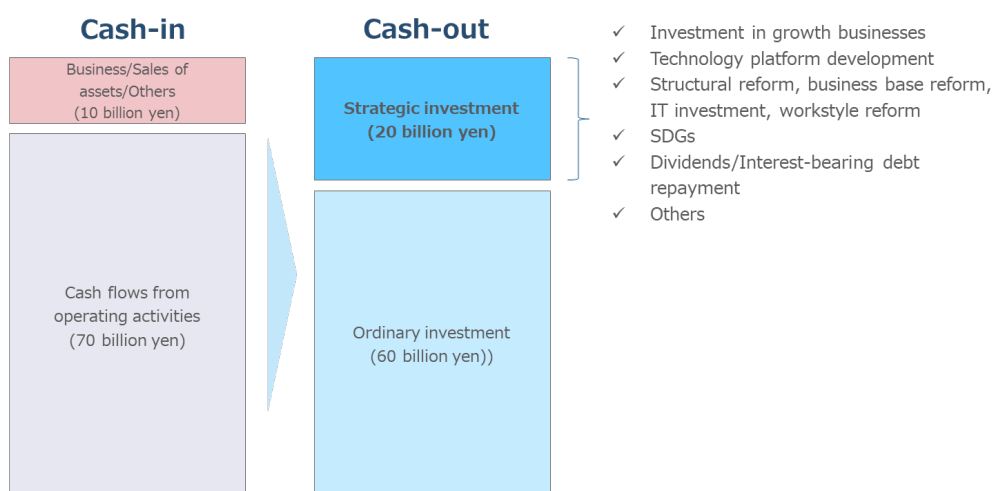 Cash-in
Business/Sales of
assets/Others
(10 billion yen)
Cash flows from
operating activities
(70 billion yen)
Cash-out
Strategic investment
(20 billion yen)
Ordinary investment
(60 billion yen))
✓ Investment in growth businesses
✓ Technology platform development
✓ Structural reform, business base reform,
IT investment, workstyle reform
✓ SDGs
✓ Dividends/Interest-bearing debt
repayment
✓ Others